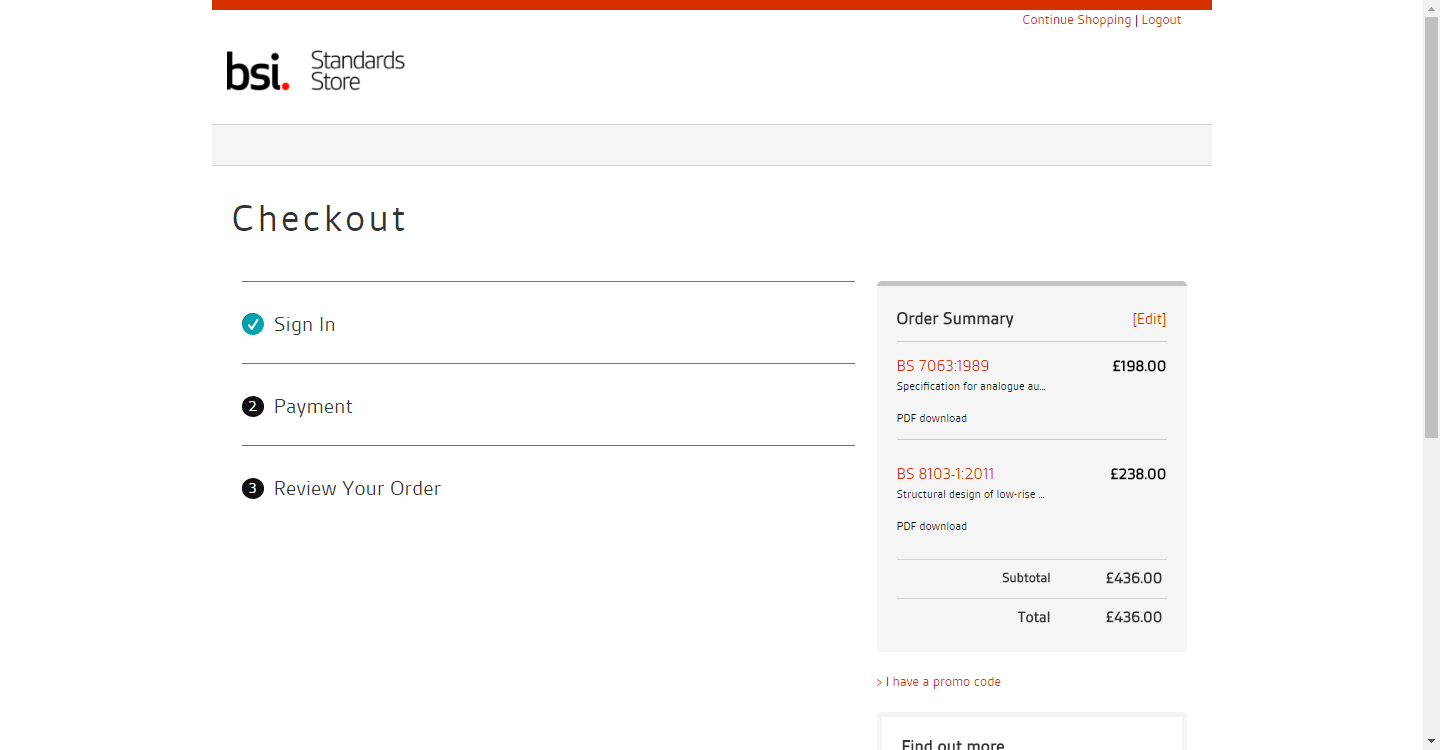 Continue Shopping | Logout
bsi. Standards
Store
Checkout
Sign In
2 Payment
3 Review Your Order
Order Summary [Edit]
BS 7063:1989 £198.00
Specification for analogue au...
PDF download
BS 8103-1:2011 £238.00
Structural design of low-rise ...
PDF download
Subtotal £436.00
Total £436.00
> I have a promo code
Find out more